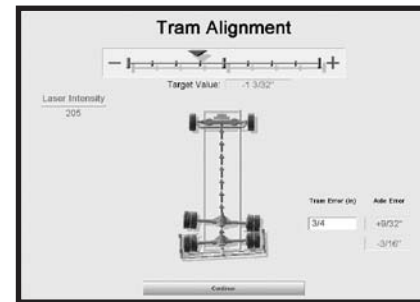 Tram Alignment
− +
Target Value: -1 3/32"
Laser Intensity
205
Tram Error (in) Axle Error
3/4 +9/32"
-3/16"
Continue